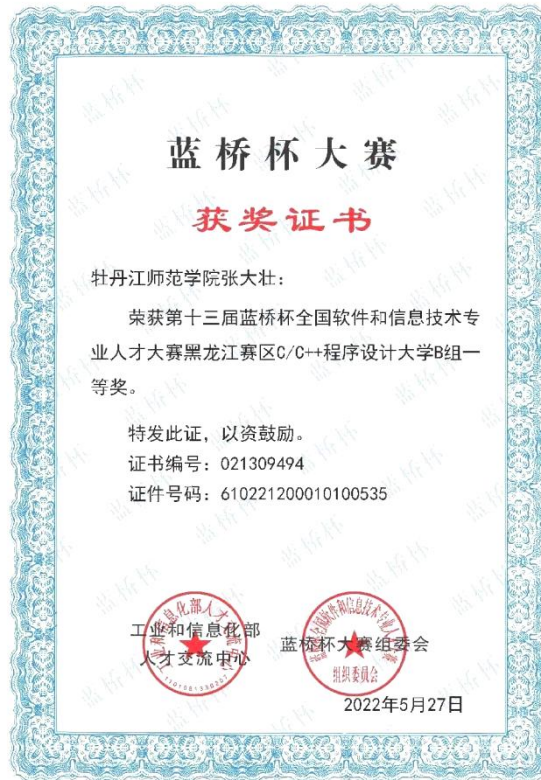 蓝桥杯大赛
获奖证书
牡丹江师范学院张大壮：
荣获第十三届蓝桥杯全国软件和信息技术专
业人才大赛黑龙江赛区C/C++程序设计大学B组一
等奖。
特发此证，以资鼓励。
证书编号：021309494
证件号码：610221200010100535
工业和信息化部
人才交流中心
蓝桥杯大赛组委会
组织委员会
2022年5月27日